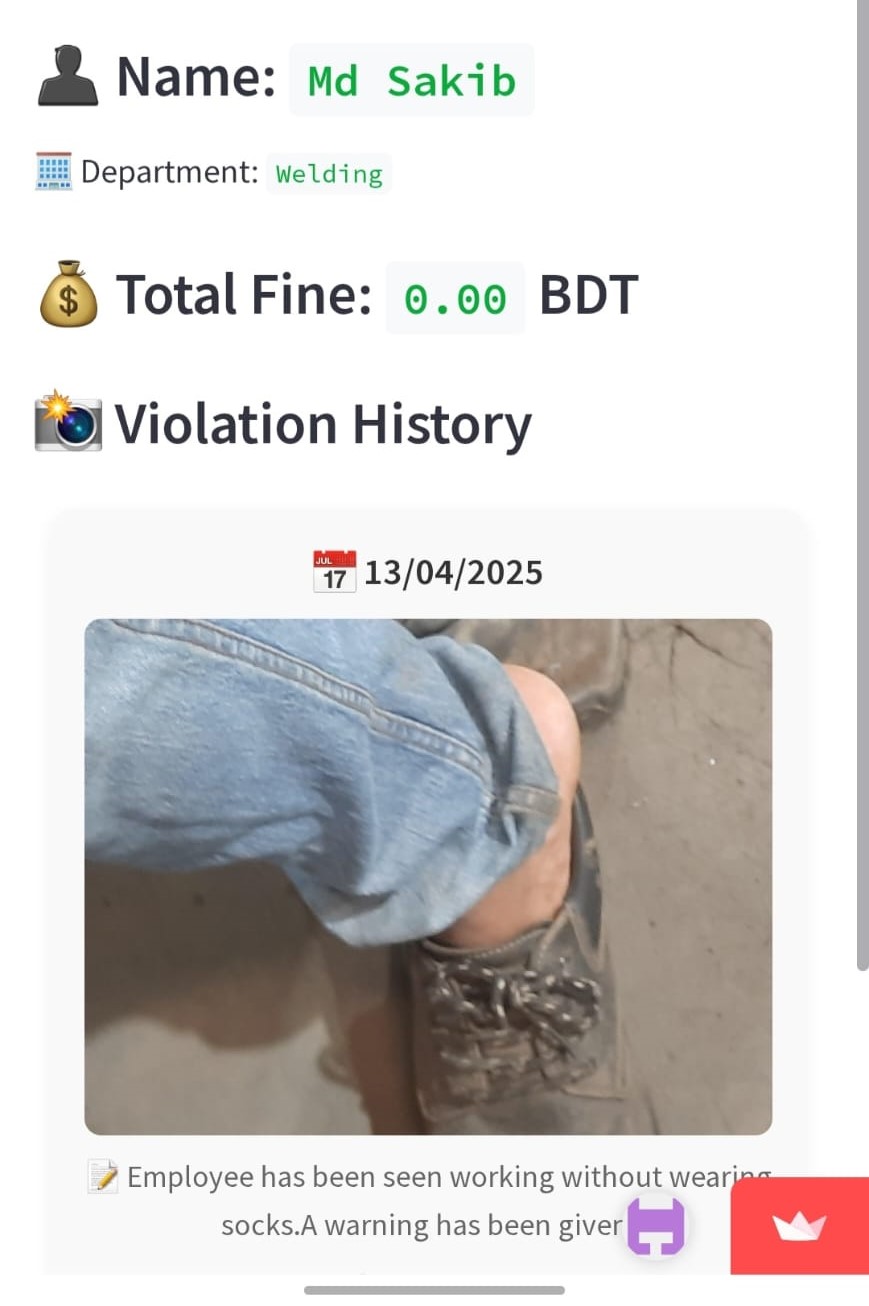 Name: Md Sakib
Department: Welding
Total Fine: 0.00 BDT
Violation History
JUL
17
13/04/2025
Employee has been seen working without wearing
socks.A warning has been